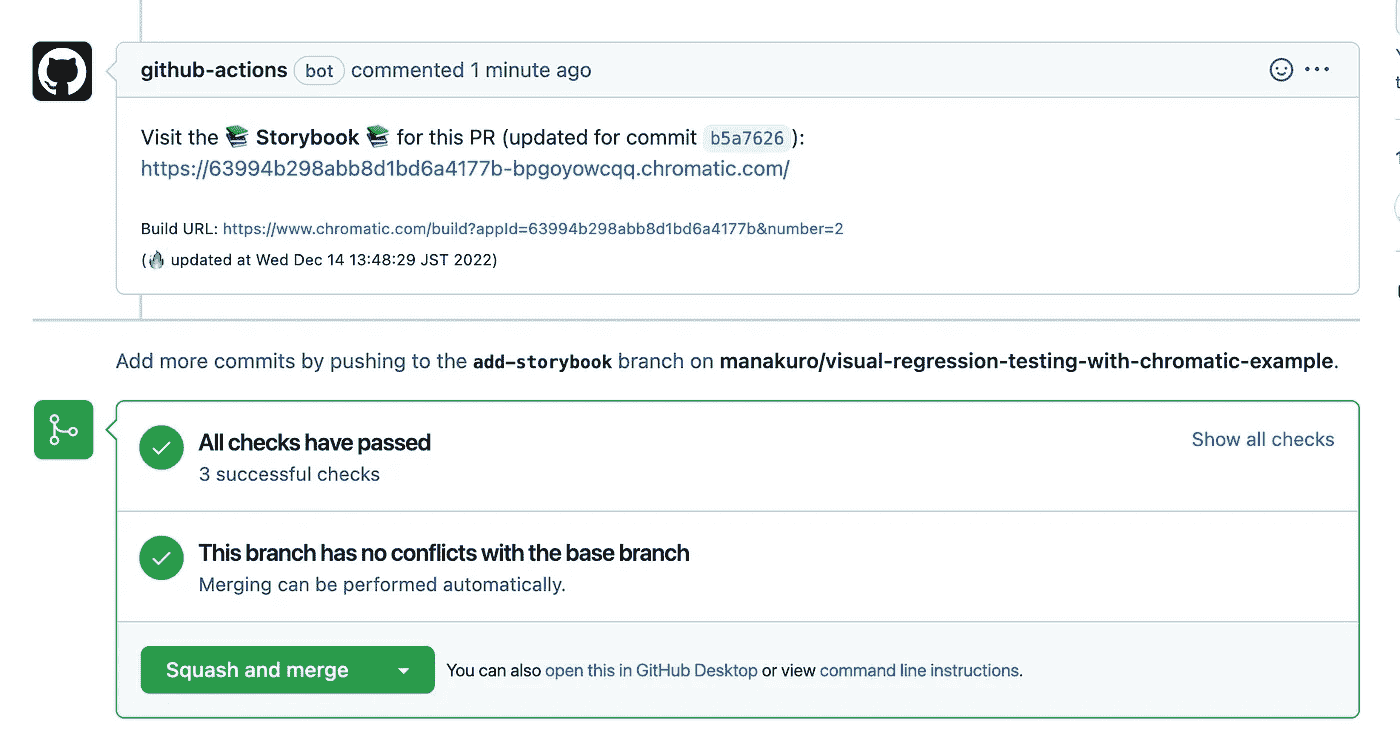 github-actions bot commented 1 minute ago
Visit the 📚 Storybook 📚 for this PR (updated for commit b5a7626):
https://63994b298abb8d1bd6a4177b-bpgoyowcqq.chromatic.com/
Build URL: https://www.chromatic.com/build?appId=63994b298abb8d1bd6a4177b&number=2
(🔥 updated at Wed Dec 14 13:48:29 JST 2022)
Add more commits by pushing to the add-storybook branch on manakuro/visual-regression-testing-with-chromatic-example.
All checks have passed
Show all checks
3 successful checks
This branch has no conflicts with the base branch
Merging can be performed automatically.
Squash and merge
You can also open this in GitHub Desktop or view command line instructions.